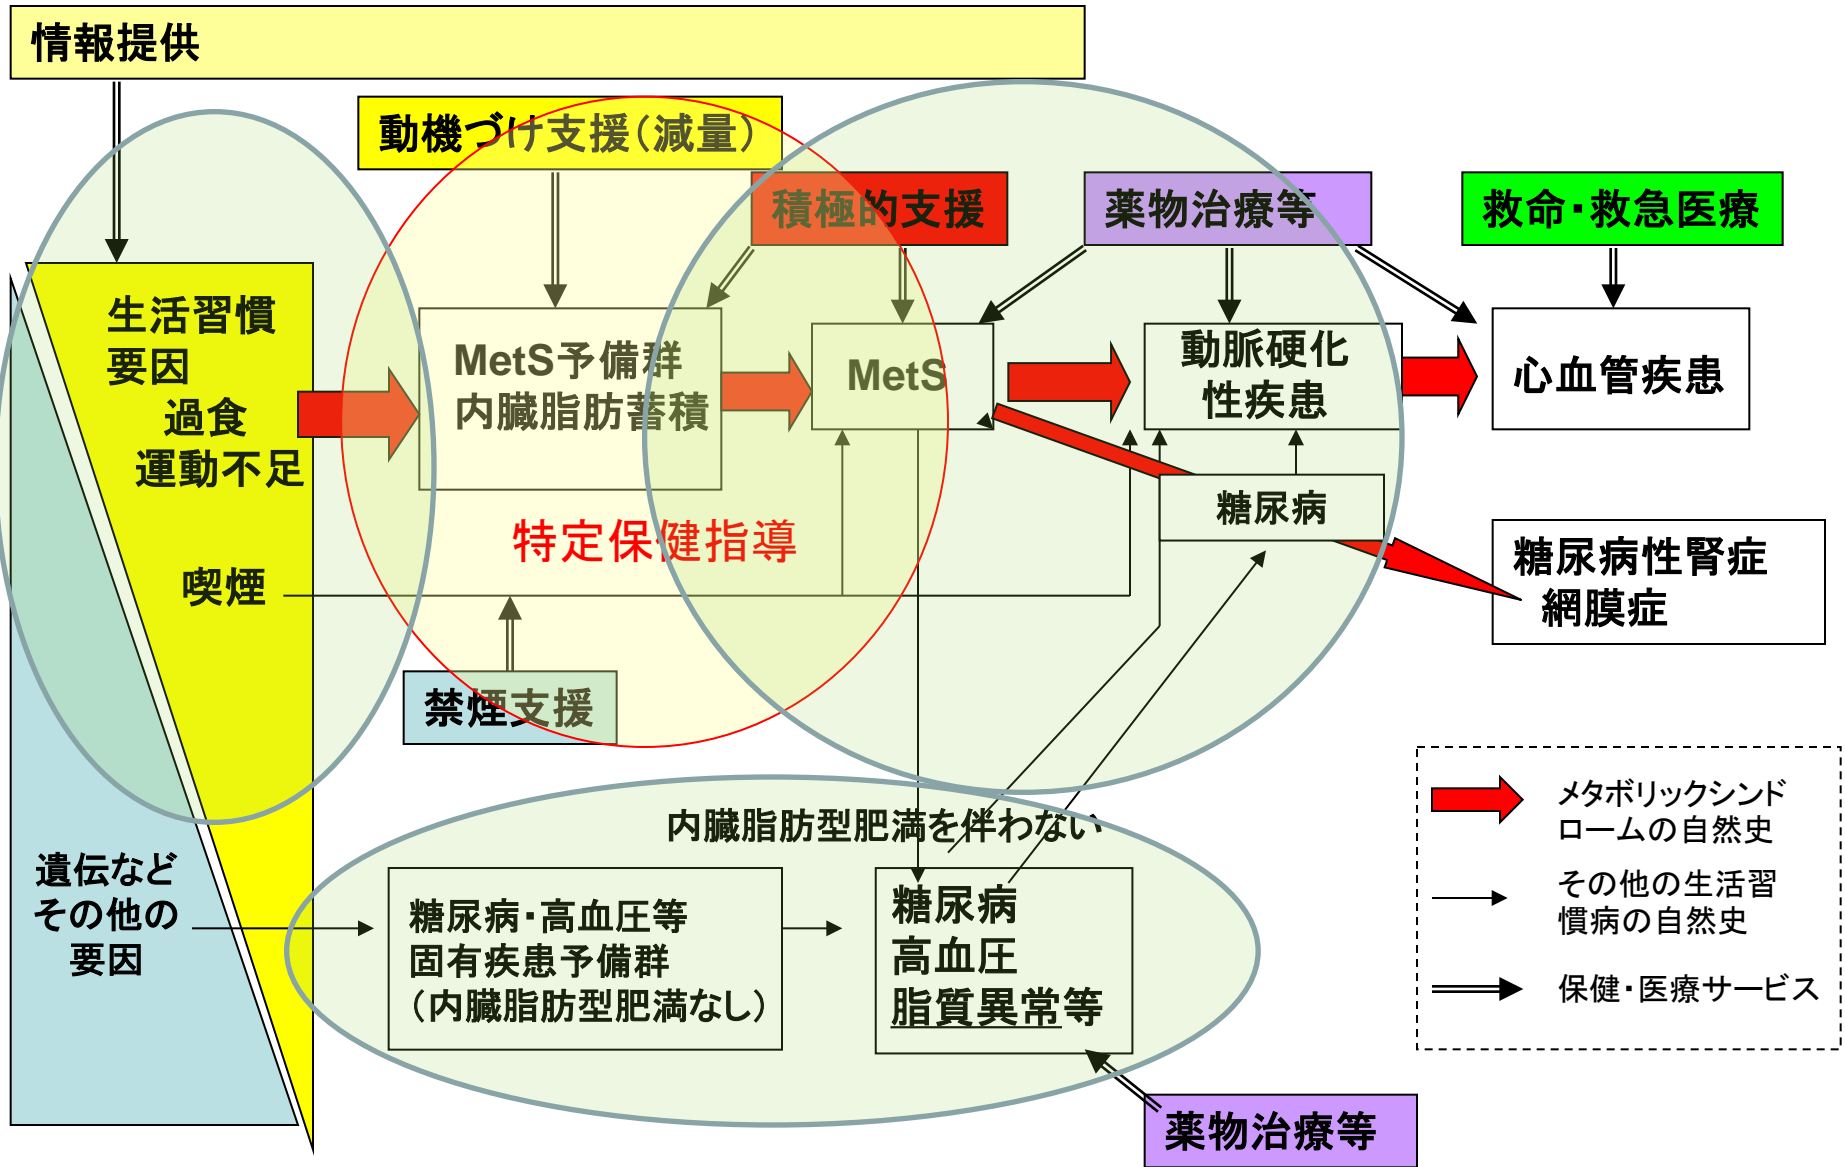 情報提供
動機づけ支援（減量）
積極的支援
薬物治療等
救命・救急医療
生活習慣
要因
過食
運動不足
喫煙
MetS予備群
内臓脂肪蓄積
MetS
動脈硬化
性疾患
心血管疾患
糖尿病
特定保健指導
糖尿病性腎症
網膜症
禁煙支援
内臓脂肪型肥満を伴わない
遺伝など
その他の
要因
糖尿病・高血圧等
固有疾患予備群
（内臓脂肪型肥満なし）
糖尿病
高血圧
脂質異常等
薬物治療等
メタボリックシンド
ロームの自然史
その他の生活習
慣病の自然史
保健・医療サービス